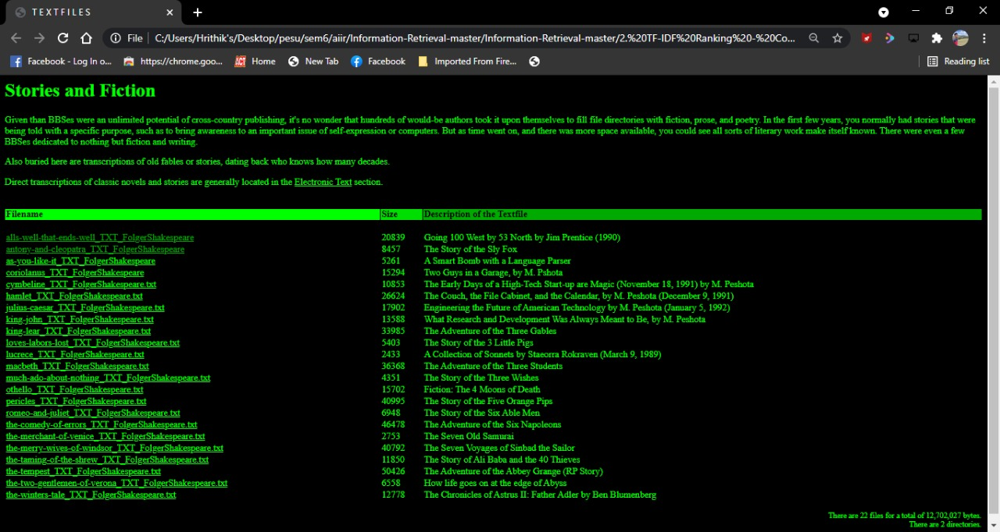 TEXTFILES
File | C:/Users/Hrithik's/Desktop/pesu/sem6/aiir/Information-Retrieval-master/Information-Retrieval-master/2.%20TF-IDF%20Ranking%20-%20Co...
Facebook - Log In o... https://chrome.goo... Home New Tab Facebook Imported From Fire... Reading list
Stories and Fiction
Given than BBSes were an unlimited potential of cross-country publishing, it's no wonder that hundreds of would-be authors took it upon themselves to fill file directories with fiction, prose, and poetry. In the first few years, you normally had stories that were
being told with a specific purpose, such as to bring awareness to an important issue of self-expression or computers. But as time went on, and there was more space available, you could see all sorts of literary work make itself known. There were even a few
BBSes dedicated to nothing but fiction and writing.
Also buried here are transcriptions of old fables or stories, dating back who knows how many decades.
Direct transcriptions of classic novels and stories are generally located in the Electronic Text section.
Filename Size Description of the Textfile
alls-well-that-ends-well_TXT_FolgerShakespeare 20839 Going 100 West by 53 North by Jim Prentice (1990)
antony-and-cleopatra_TXT_FolgerShakespeare 8457 The Story of the Sly Fox
as-you-like-it_TXT_FolgerShakespeare 5261 A Smart Bomb with a Language Parser
coriolanus_TXT_FolgerShakespeare 15294 Two Guys in a Garage, by M. Pshota
cymbeline_TXT_FolgerShakespeare.txt 10853 The Early Days of a High-Tech Start-up are Magic (November 18, 1991) by M. Peshota
hamlet_TXT_FolgerShakespeare.txt 26624 The Couch, the File Cabinet, and the Calendar, by M. Peshota (December 9, 1991)
julius-caesar_TXT_FolgerShakespeare.txt 17902 Engineering the Future of American Technology by M. Peshota (January 5, 1992)
king-john_TXT_FolgerShakespeare.txt 13588 What Research and Development Was Always Meant to Be, by M. Peshota
king-lear_TXT_FolgerShakespeare.txt 33985 The Adventure of the Three Gables
loves-labors-lost_TXT_FolgerShakespeare.txt 5403 The Story of the 3 Little Pigs
lucrece_TXT_FolgerShakespeare.txt 2433 A Collection of Sonnets by Staeorra Rokraven (March 9, 1989)
macbeth_TXT_FolgerShakespeare.txt 36368 The Adventure of the Three Students
much-ado-about-nothing_TXT_FolgerShakespeare.txt 4351 The Story of the Three Wishes
othello_TXT_FolgerShakespeare.txt 15702 Fiction: The 4 Moons of Death
pericles_TXT_FolgerShakespeare.txt 40995 The Story of the Five Orange Pips
romeo-and-juliet_TXT_FolgerShakespeare.txt 6948 The Story of the Six Able Men
the-comedy-of-errors_TXT_FolgerShakespeare.txt 46478 The Adventure of the Six Napoleons
the-merchant-of-venice_TXT_FolgerShakespeare.txt 2753 The Seven Old Samurai
the-merry-wives-of-windsor_TXT_FolgerShakespeare.txt 40792 The Seven Voyages of Sinbad the Sailor
the-taming-of-the-shrew_TXT_FolgerShakespeare.txt 11850 The Story of Ali Baba and the 40 Thieves
the-tempest_TXT_FolgerShakespeare.txt 50426 The Adventure of the Abbey Grange (RP Story)
the-two-gentlemen-of-verona_TXT_FolgerShakespeare.txt 6558 How life goes on at the edge of Abyss
the-winters-tale_TXT_FolgerShakespeare.txt 12778 The Chronicles of Astrus II: Father Adler by Ben Blumenberg
There are 22 files for a total of 12,702,027 bytes.
There are 2 directories.